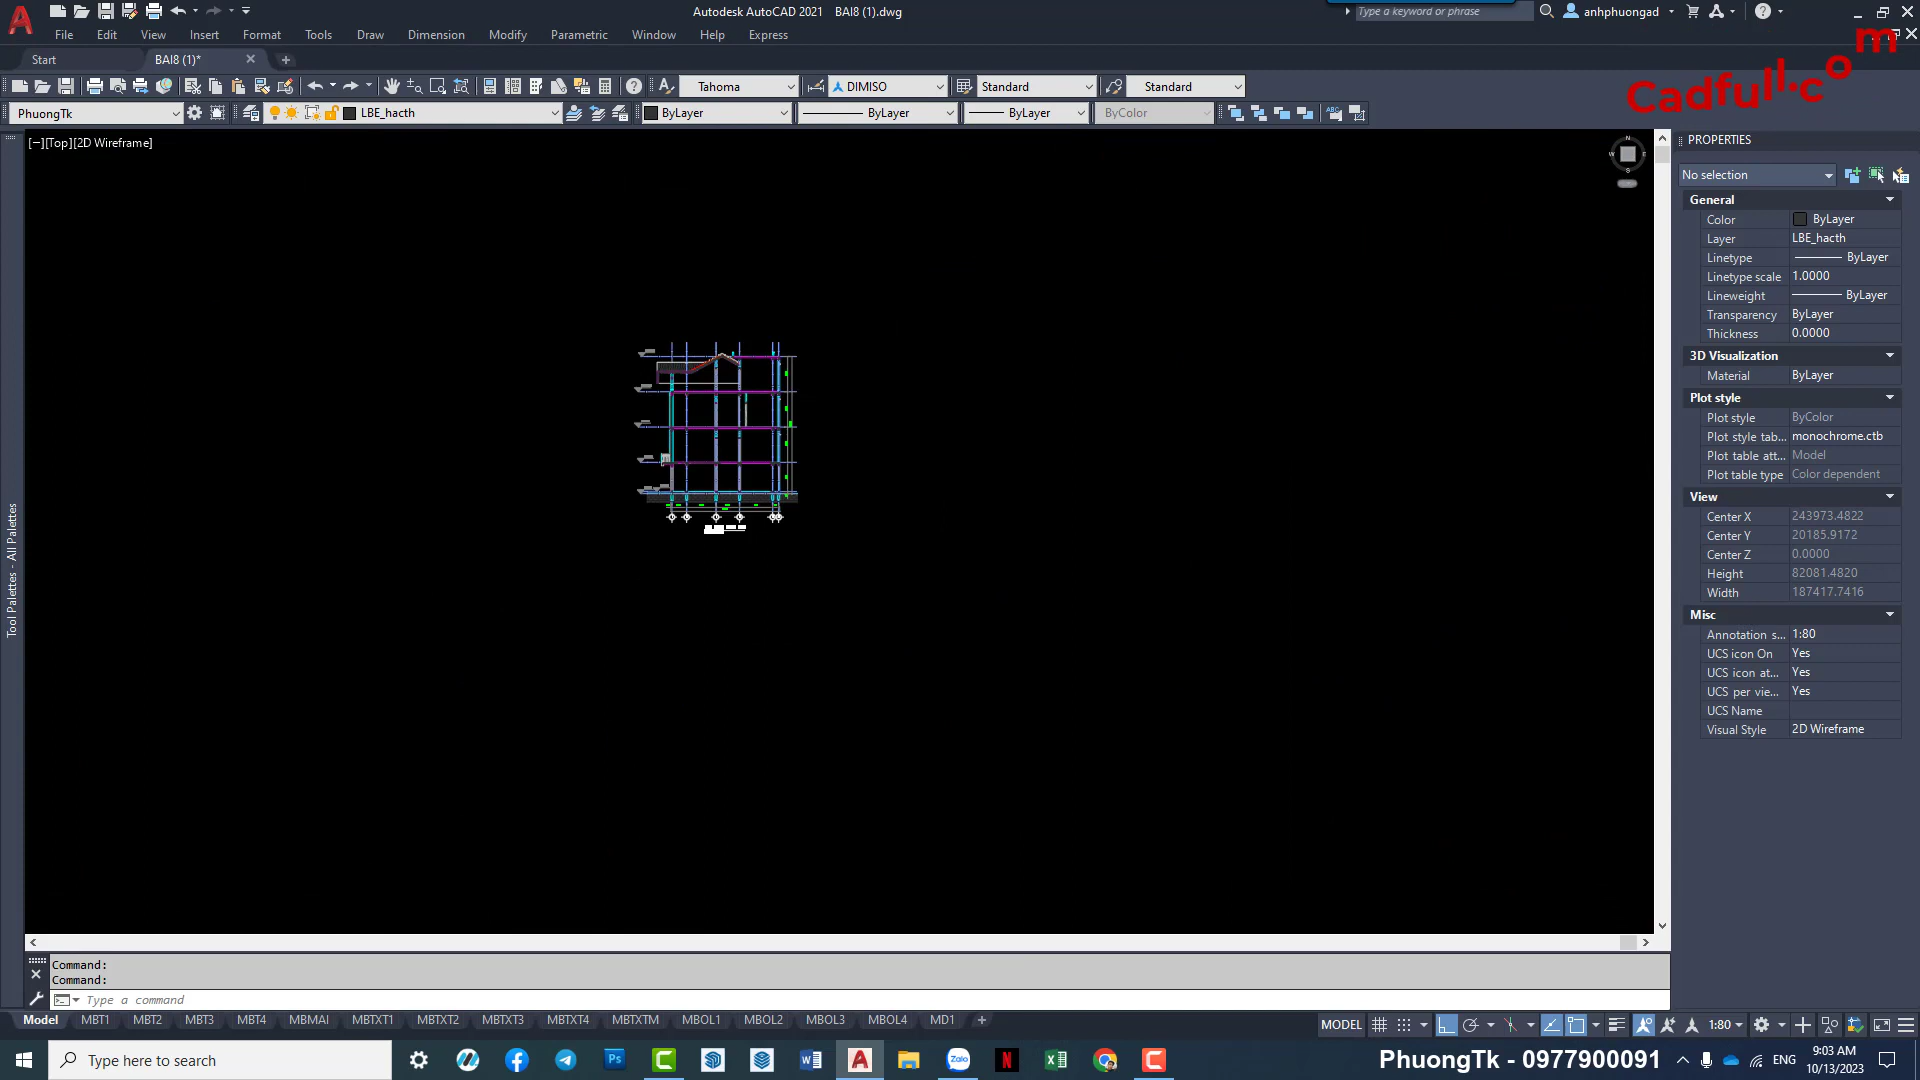 Autodesk AutoCAD 2021 BAI8 (1).dwg
Type a keyword or phrase
anhphuongad
File Edit View Insert Format Tools Draw Dimension Modify Parametric Window Help Express
Start BAI8 (1)*
Cadfull.com
Tahoma DIMISO Standard Standard
PhuongTk LBE_hacth ByLayer ByLayer ByLayer ByColor
[−][Top][2D Wireframe]
N
W E
S
PROPERTIES
No selection
General
Color ByLayer
Layer LBE_hacth
Linetype ByLayer
Linetype scale 1.0000
Lineweight ByLayer
Transparency ByLayer
Thickness 0.0000
3D Visualization
Material ByLayer
Plot style
Plot style ByColor
Plot style tab... monochrome.ctb
Plot table att... Model
Plot table type Color dependent
View
Center X 243973.4822
Center Y 20185.9172
Center Z 0.0000
Height 82081.4820
Width 187417.7416
Misc
Annotation s... 1:80
UCS icon On Yes
UCS icon at... Yes
UCS per vie... Yes
UCS Name
Visual Style 2D Wireframe
Tool Palettes - All Palettes
Command:
Command:
Type a command
Model MBT1 MBT2 MBT3 MBT4 MBMAI MBTXT1 MBTXT2 MBTXT3 MBTXT4 MBTXTM MBOL1 MBOL2 MBOL3 MBOL4 MD1
MODEL 1:80
Type here to search
PhuongTk - 0977900091
ENG
9:03 AM
10/13/2023